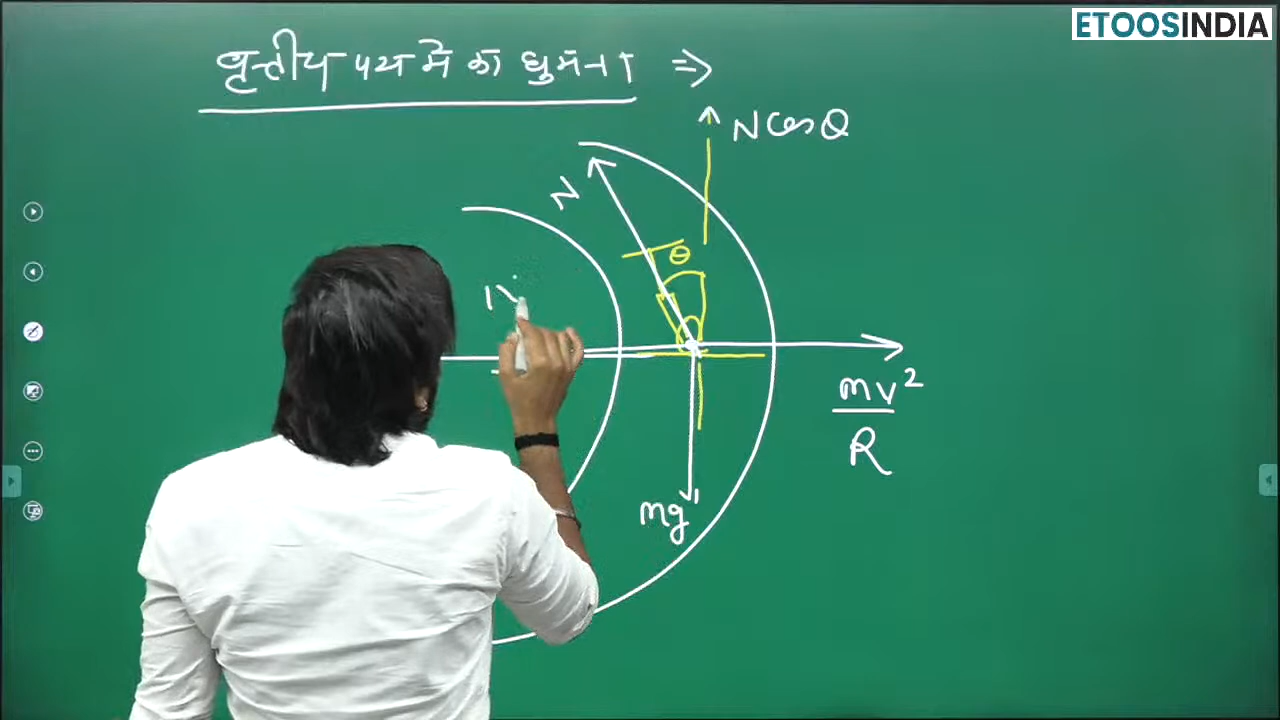 ETOOSINDIA
वृत्तीय पथ में का घुमना ⇒
N cos θ
N
θ
N
mv²
R
mg